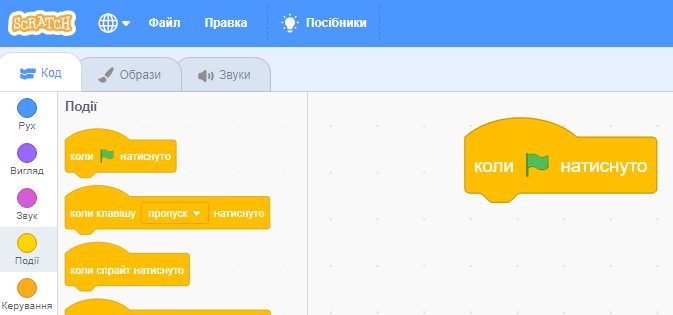 SCRATCH Файл Правка Посібники
Код Образи Звуки
Рух
Вигляд
Звук
Події
Керування
Події
коли натиснуто
коли клавішу пропуск натиснуто
коли спрайт натиснуто
коли натиснуто